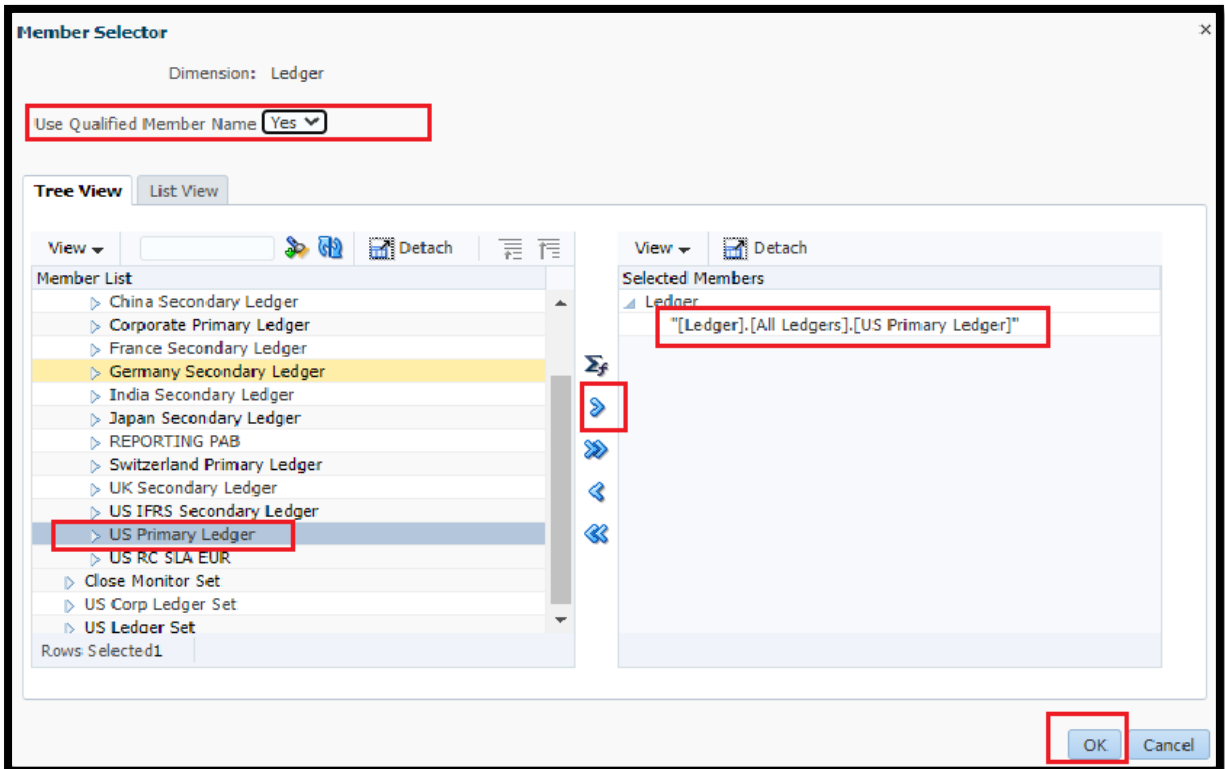 Member Selector
Dimension: Ledger
Use Qualified Member Name Yes
Tree View List View
View Detach
Member List
China Secondary Ledger
Corporate Primary Ledger
France Secondary Ledger
Germany Secondary Ledger
India Secondary Ledger
Japan Secondary Ledger
REPORTING PAB
Switzerland Primary Ledger
UK Secondary Ledger
US IFRS Secondary Ledger
US Primary Ledger
US RC SLA EUR
Close Monitor Set
US Corp Ledger Set
US Ledger Set
Rows Selected1
View Detach
Selected Members
Ledger
"[Ledger].[All Ledgers].[US Primary Ledger]"
OK Cancel